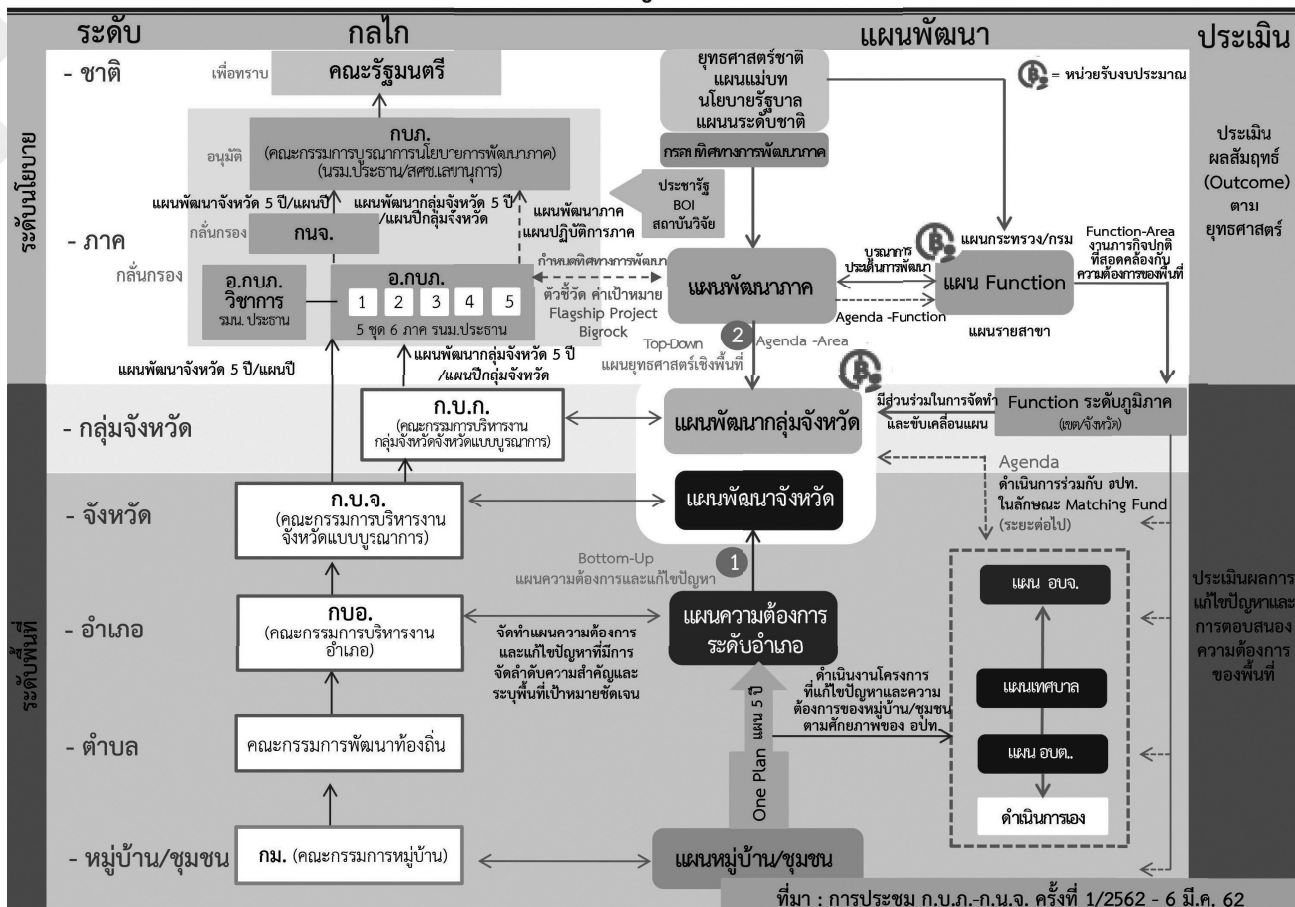 ระดับ
กลไก
แผนพัฒนา
ประเมิน
ระดับนโยบาย
- ชาติ
เพื่อทราบ
คณะรัฐมนตรี
ยุทธศาสตร์ชาติ
แผนแม่บท
นโยบายรัฐบาล
แผนนระดับชาติ
= หน่วยรับงบประมาณ
อนุมัติ
กบภ.
(คณะกรรมการบูรณาการนโยบายการพัฒนาภาค)
(นรม.ประธาน/สศช.เลขานุการ)
กรอบทิศทางการพัฒนาภาค
ประเมิน
ผลสัมฤทธ์
(Outcome)
ตาม
ยุทธศาสตร์
ประชารัฐ
BOI
สถาบันวิจัย
แผนพัฒนาจังหวัด 5 ปี/แผนปี
แผนพัฒนากลุ่มจังหวัด 5 ปี
/แผนปีกลุ่มจังหวัด
แผนพัฒนาภาค
แผนปฏิบัติการภาค
- ภาค
กลั่นกรอง
กนจ.
กลั่นกรอง
อ.กบภ.
วิชาการ
รมน. ประธาน
อ.กบภ.
1 2 3 4 5
5 ชุด 6 ภาค รนม.ประธาน
กำหนดทิศทางการพัฒนา
ตัวชี้วัด ค่าเป้าหมาย
Flagship Project
Bigrock
แผนพัฒนาภาค
บูรณาการ
ประเด็นการพัฒนา
Agenda -Function
แผนกระทรวง/กรม
แผน Function
แผนรายสาขา
Function-Area
งานภารกิจปกติ
ที่สอดคล้องกับ
ความต้องการของพื้นที่
2
Top-Down
แผนยุทธศาสตร์เชิงพื้นที่
Agenda -Area
แผนพัฒนาจังหวัด 5 ปี/แผนปี
แผนพัฒนากลุ่มจังหวัด 5 ปี
/แผนปีกลุ่มจังหวัด
- กลุ่มจังหวัด
ก.บ.ก.
(คณะกรรมการบริหารงาน
กลุ่มจังหวัดจังหวัดแบบบูรณาการ)
แผนพัฒนากลุ่มจังหวัด
มีส่วนร่วมในการจัดทำ
และขับเคลื่อนแผน
Function ระดับภูมิภาค
(เขต/จังหวัด)
ระดับพื้นที่
- จังหวัด
ก.บ.จ.
(คณะกรรมการบริหารงาน
จังหวัดแบบบูรณาการ)
แผนพัฒนาจังหวัด
Agenda
ดำเนินการร่วมกับ อปท.
ในลักษณะ Matching Fund
(ระยะต่อไป)
Bottom-Up
แผนความต้องการและแก้ไขปัญหา
1
- อำเภอ
กบอ.
(คณะกรรมการบริหารงาน
อำเภอ)
จัดทำแผนความต้องการ
และแก้ไขปัญหาที่มีการ
จัดลำดับความสำคัญและ
ระบุพื้นที่เป้าหมายชัดเจน
แผนความต้องการ
ระดับอำเภอ
ดำเนินงานโครงการ
ที่แก้ไขปัญหาและความ
ต้องการของหมู่บ้าน/ชุมชน
ตามศักยภาพของ อปท.
แผน อบจ.
แผนเทศบาล
แผน อบต..
ดำเนินการเอง
ประเมินผลการ
แก้ไขปัญหาและ
การตอบสนอง
ความต้องการ
ของพื้นที่
- ตำบล
คณะกรรมการพัฒนาท้องถิ่น
One Plan แผน 5 ปี
- หมู่บ้าน/ชุมชน
กม. (คณะกรรมการหมู่บ้าน)
แผนหมู่บ้าน/ชุมชน
ที่มา : การประชุม ก.บ.ภ.-ก.น.จ. ครั้งที่ 1/2562 - 6 มี.ค. 62